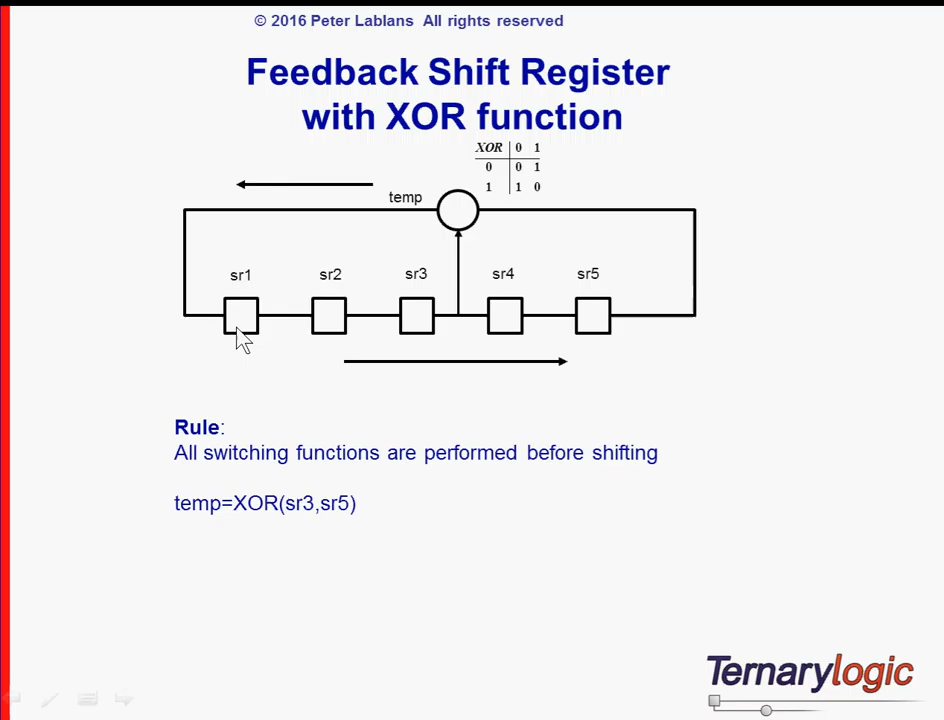 © 2016 Peter Lablans All rights reserved
Feedback Shift Register
with XOR function
XOR 0 1
0 0 1
1 1 0
temp
sr1 sr2 sr3 sr4 sr5
Rule:
All switching functions are performed before shifting
temp=XOR(sr3,sr5)
Ternarylogic